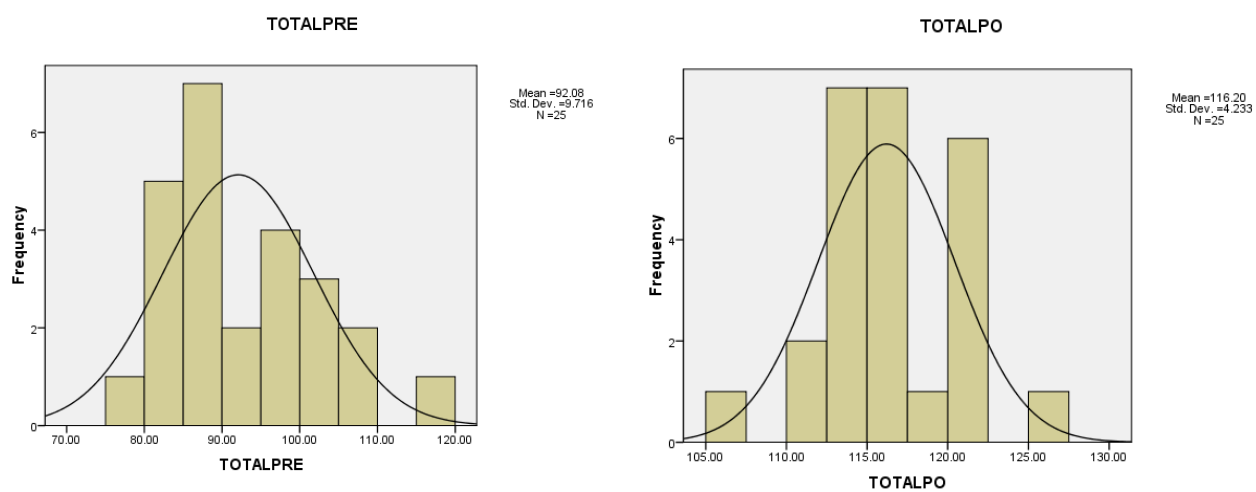 TOTALPRE
Mean =92.08
Std. Dev. =9.716
N =25
Frequency
6
4
2
0
70.00 80.00 90.00 100.00 110.00 120.00
TOTALPRE
TOTALPO
Mean =116.20
Std. Dev. =4.233
N =25
Frequency
6
4
2
0
105.00 110.00 115.00 120.00 125.00 130.00
TOTALPO